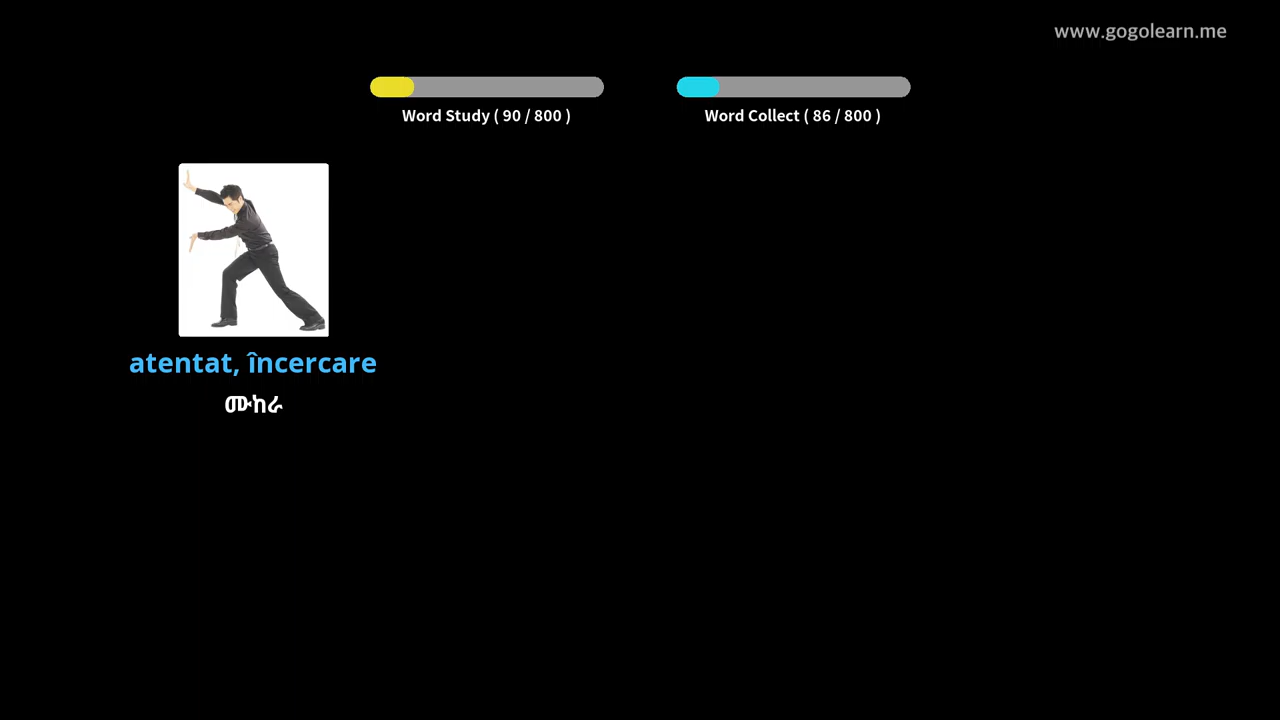 www.gogolearn.me
Word Study ( 90 / 800 )
Word Collect ( 86 / 800 )
atentat, încercare
ሙከራ